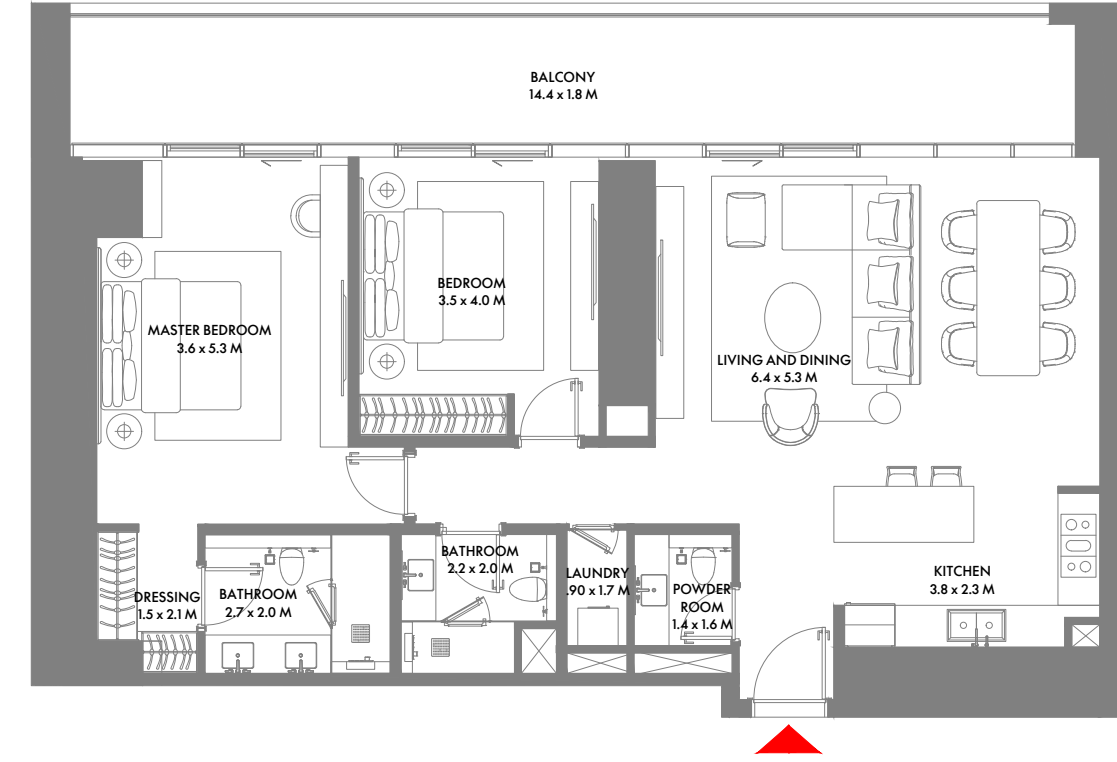 BALCONY
14.4 x 1.8 M
BEDROOM
3.5 x 4.0 M
MASTER BEDROOM
3.6 x 5.3 M
LIVING AND DINING
6.4 x 5.3 M
BATHROOM
2.2 x 2.0 M
LAUNDRY
.90 x 1.7 M
KITCHEN
3.8 x 2.3 M
DRESSING
1.5 x 2.1 M
BATHROOM
2.7 x 2.0 M
POWDER
ROOM
1.4 x 1.6 M